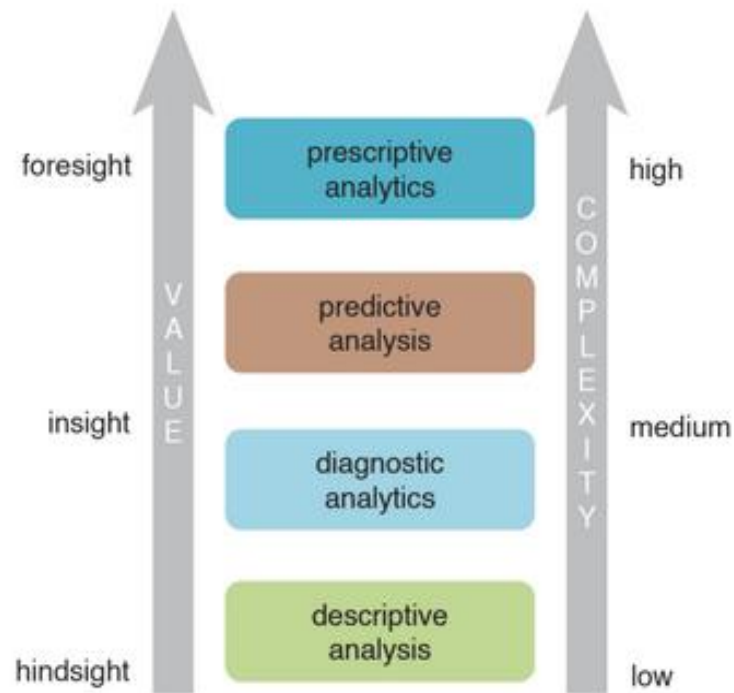 prescriptive
analytics
foresight
high
predictive
analysis
VALUE
COMPLEXITY
insight
medium
diagnostic
analytics
descriptive
analysis
hindsight
low